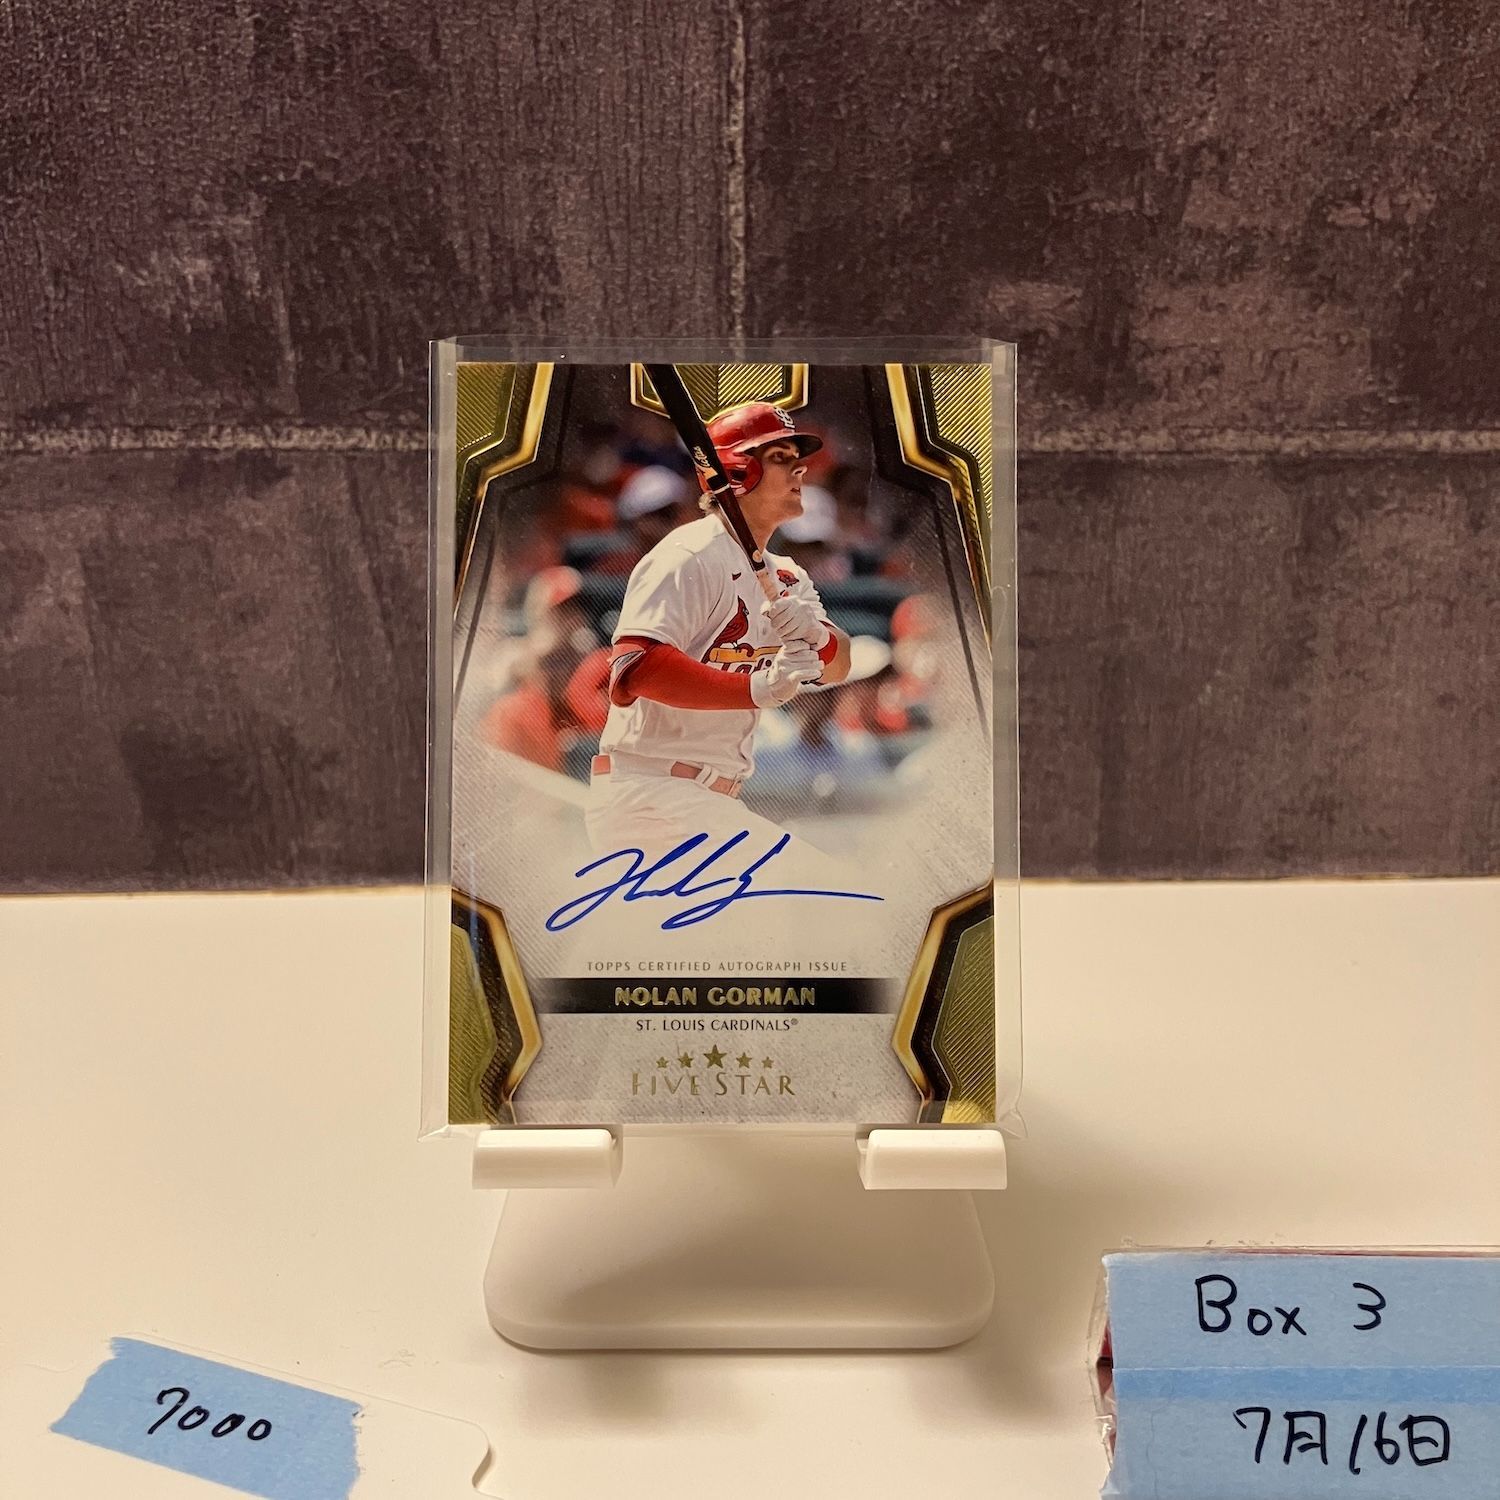 TOPPS CERTIFIED AUTOGRAPH ISSUE
NOLAN GORMAN
ST. LOUIS CARDINALS®
FIVE STAR
7000
Box 3
7月16日